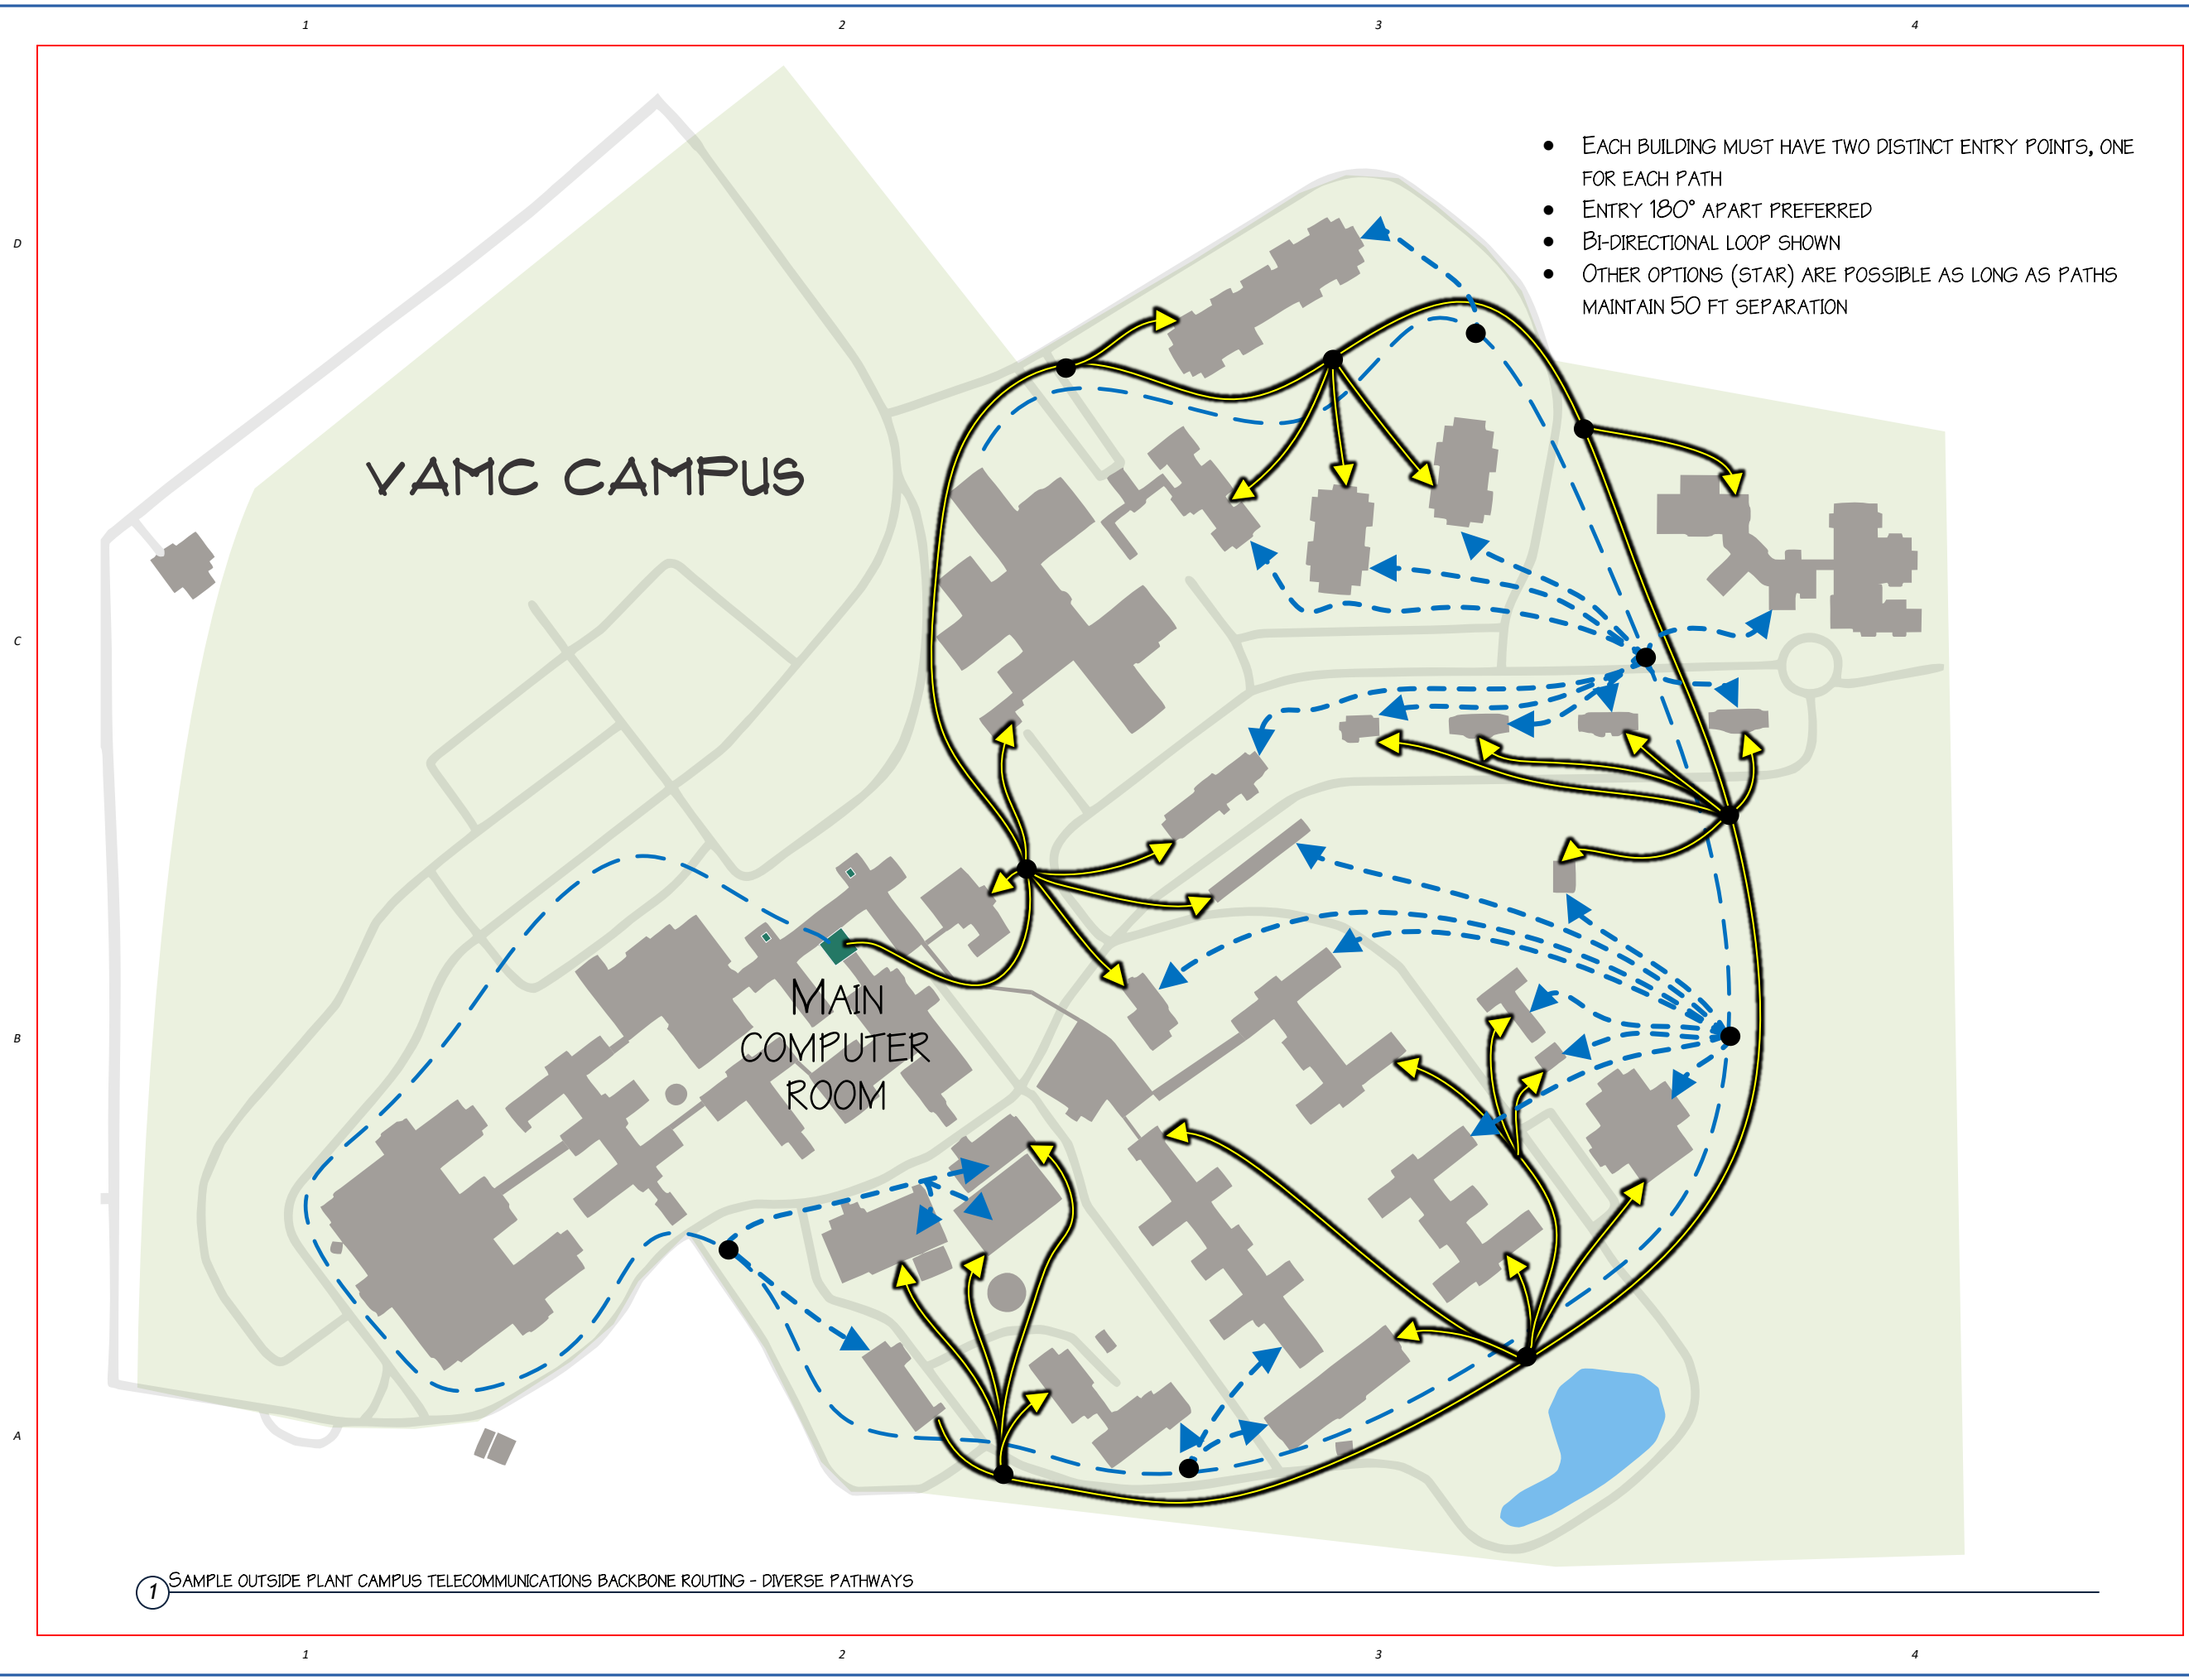 1 2 3 4
• Each building must have two distinct entry points, one
for each path
• Entry 180° apart preferred
• Bi-directional loop shown
• Other options (star) are possible as long as paths
maintain 50 ft separation
D
VAMC CAMPUS
C
Main
computer
room
B
A
1 Sample outside plant campus telecommunications backbone routing - diverse pathways
1 2 3 4